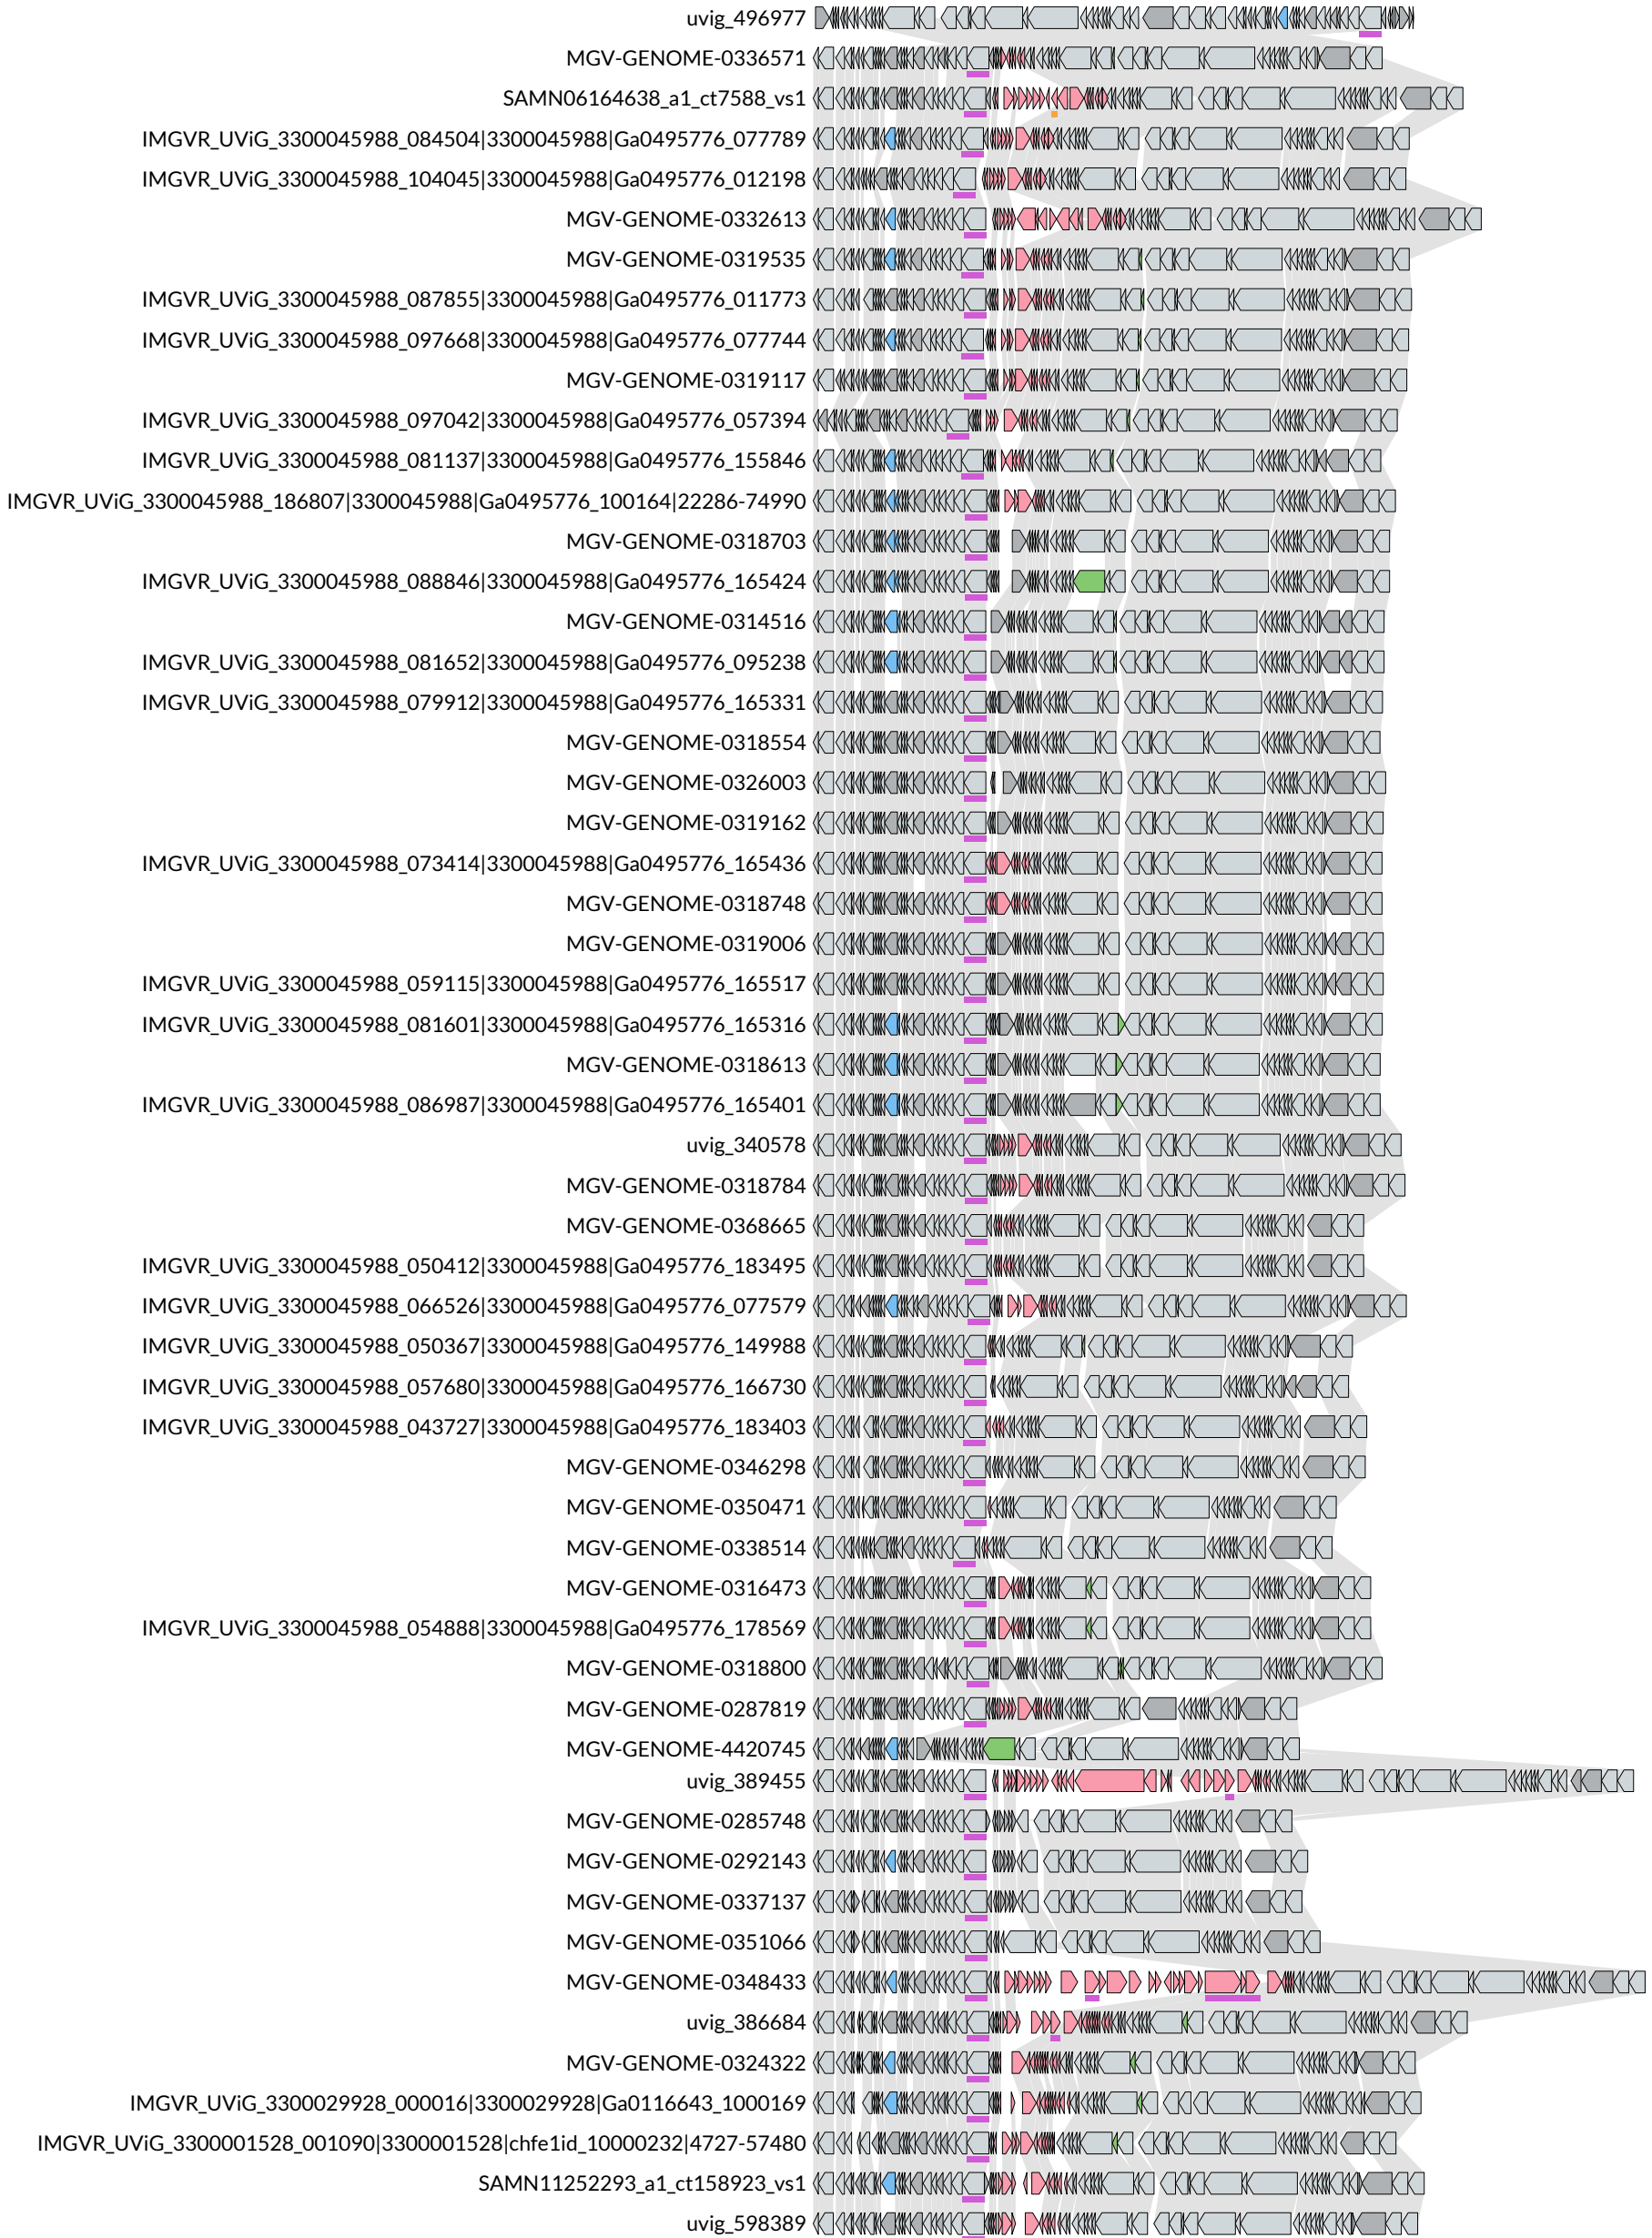 uvig_496977
MGV-GENOME-0336571
SAMN06164638_a1_ct7588_vs1
IMGVR_UViG_3300045988_084504|3300045988|Ga0495776_077789
IMGVR_UViG_3300045988_104045|3300045988|Ga0495776_012198
MGV-GENOME-0332613
MGV-GENOME-0319535
IMGVR_UViG_3300045988_087855|3300045988|Ga0495776_011773
IMGVR_UViG_3300045988_097668|3300045988|Ga0495776_077744
MGV-GENOME-0319117
IMGVR_UViG_3300045988_097042|3300045988|Ga0495776_057394
IMGVR_UViG_3300045988_081137|3300045988|Ga0495776_155846
IMGVR_UViG_3300045988_186807|3300045988|Ga0495776_100164|22286-74990
MGV-GENOME-0318703
IMGVR_UViG_3300045988_088846|3300045988|Ga0495776_165424
MGV-GENOME-0314516
IMGVR_UViG_3300045988_081652|3300045988|Ga0495776_095238
IMGVR_UViG_3300045988_079912|3300045988|Ga0495776_165331
MGV-GENOME-0318554
MGV-GENOME-0326003
MGV-GENOME-0319162
IMGVR_UViG_3300045988_073414|3300045988|Ga0495776_165436
MGV-GENOME-0318748
MGV-GENOME-0319006
IMGVR_UViG_3300045988_059115|3300045988|Ga0495776_165517
IMGVR_UViG_3300045988_081601|3300045988|Ga0495776_165316
MGV-GENOME-0318613
IMGVR_UViG_3300045988_086987|3300045988|Ga0495776_165401
uvig_340578
MGV-GENOME-0318784
MGV-GENOME-0368665
IMGVR_UViG_3300045988_050412|3300045988|Ga0495776_183495
IMGVR_UViG_3300045988_066526|3300045988|Ga0495776_077579
IMGVR_UViG_3300045988_050367|3300045988|Ga0495776_149988
IMGVR_UViG_3300045988_057680|3300045988|Ga0495776_166730
IMGVR_UViG_3300045988_043727|3300045988|Ga0495776_183403
MGV-GENOME-0346298
MGV-GENOME-0350471
MGV-GENOME-0338514
MGV-GENOME-0316473
IMGVR_UViG_3300045988_054888|3300045988|Ga0495776_178569
MGV-GENOME-0318800
MGV-GENOME-0287819
MGV-GENOME-4420745
uvig_389455
MGV-GENOME-0285748
MGV-GENOME-0292143
MGV-GENOME-0337137
MGV-GENOME-0351066
MGV-GENOME-0348433
uvig_386684
MGV-GENOME-0324322
IMGVR_UViG_3300029928_000016|3300029928|Ga0116643_1000169
IMGVR_UViG_3300001528_001090|3300001528|chfe1id_10000232|4727-57480
SAMN11252293_a1_ct158923_vs1
uvig_598389